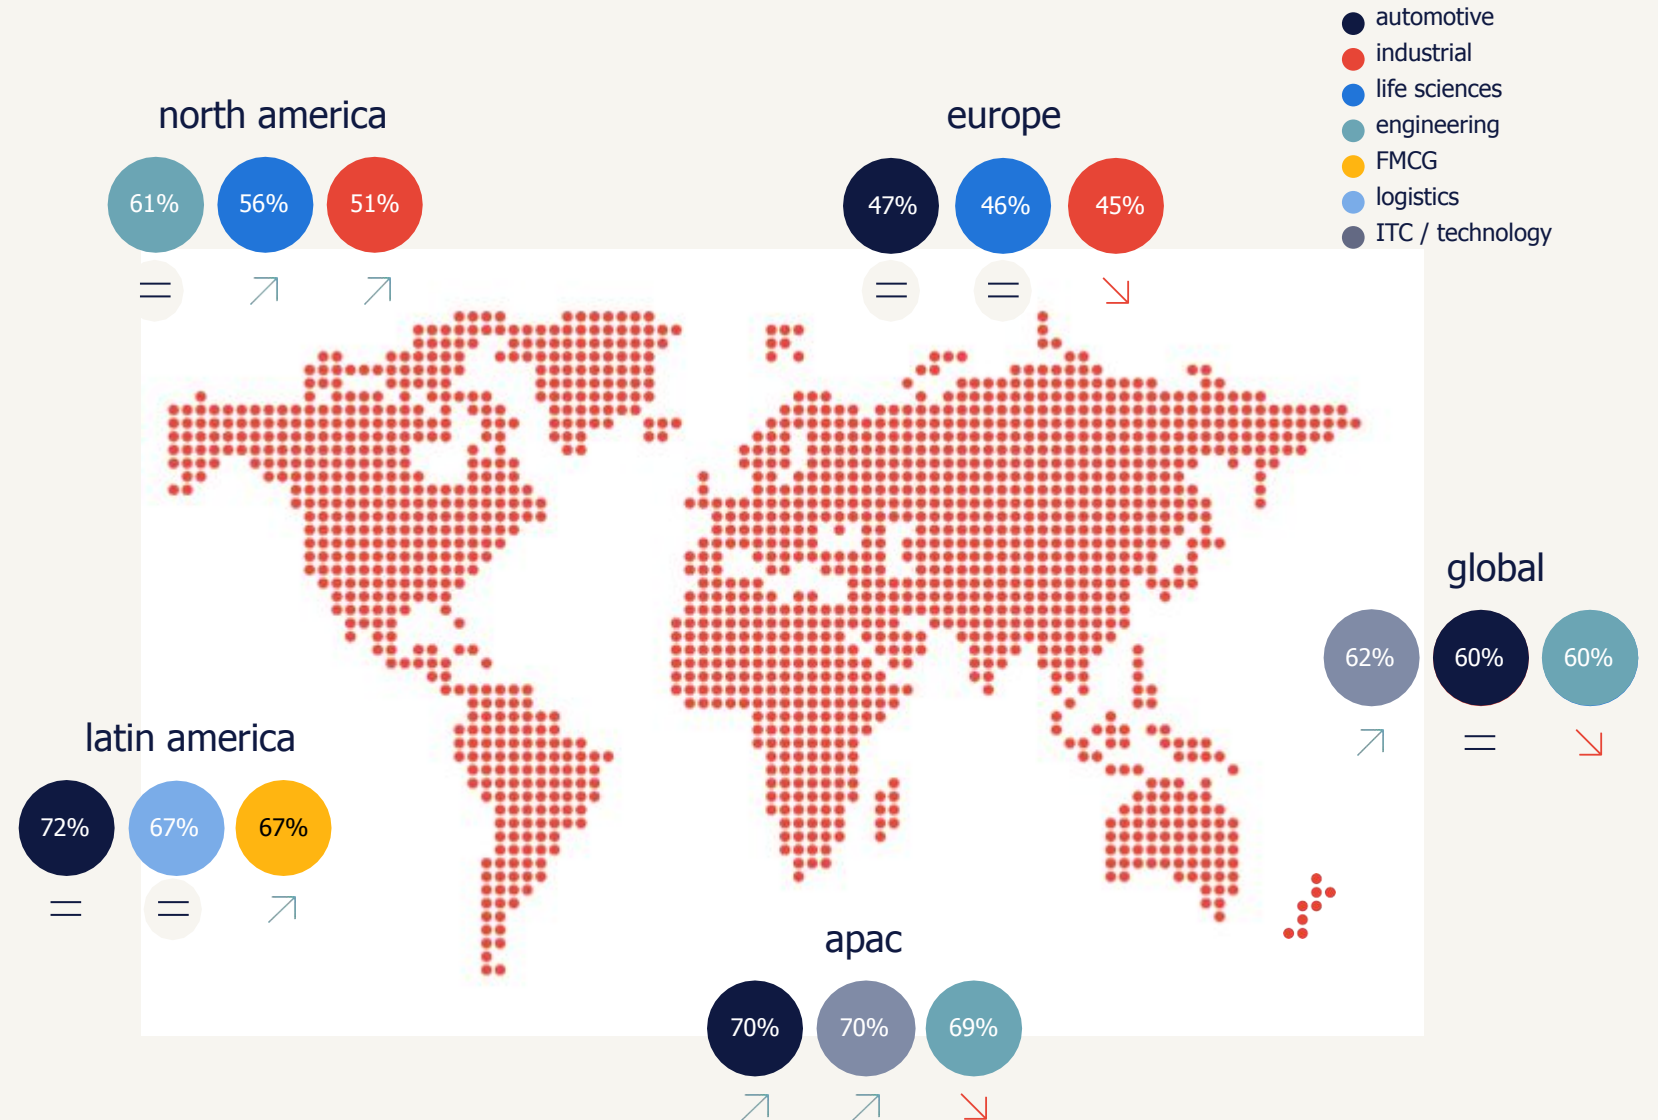 automotive
industrial
life sciences
engineering
FMCG
logistics
ITC / technology
north america
61% 56% 51%
europe
47% 46% 45%
global
62% 60% 60%
latin america
72% 67% 67%
apac
70% 70% 69%